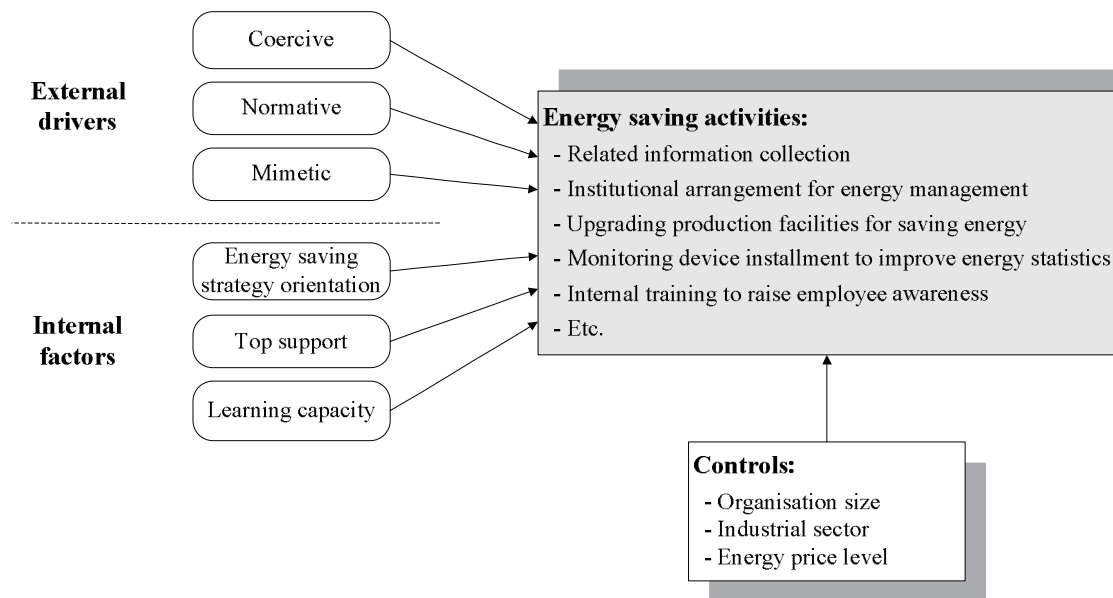 External
drivers
Coercive
Normative
Mimetic
Internal
factors
Energy saving
strategy orientation
Top support
Learning capacity
Energy saving activities:
- Related information collection
- Institutional arrangement for energy management
- Upgrading production facilities for saving energy
- Monitoring device installment to improve energy statistics
- Internal training to raise employee awareness
- Etc.
Controls:
- Organisation size
- Industrial sector
- Energy price level